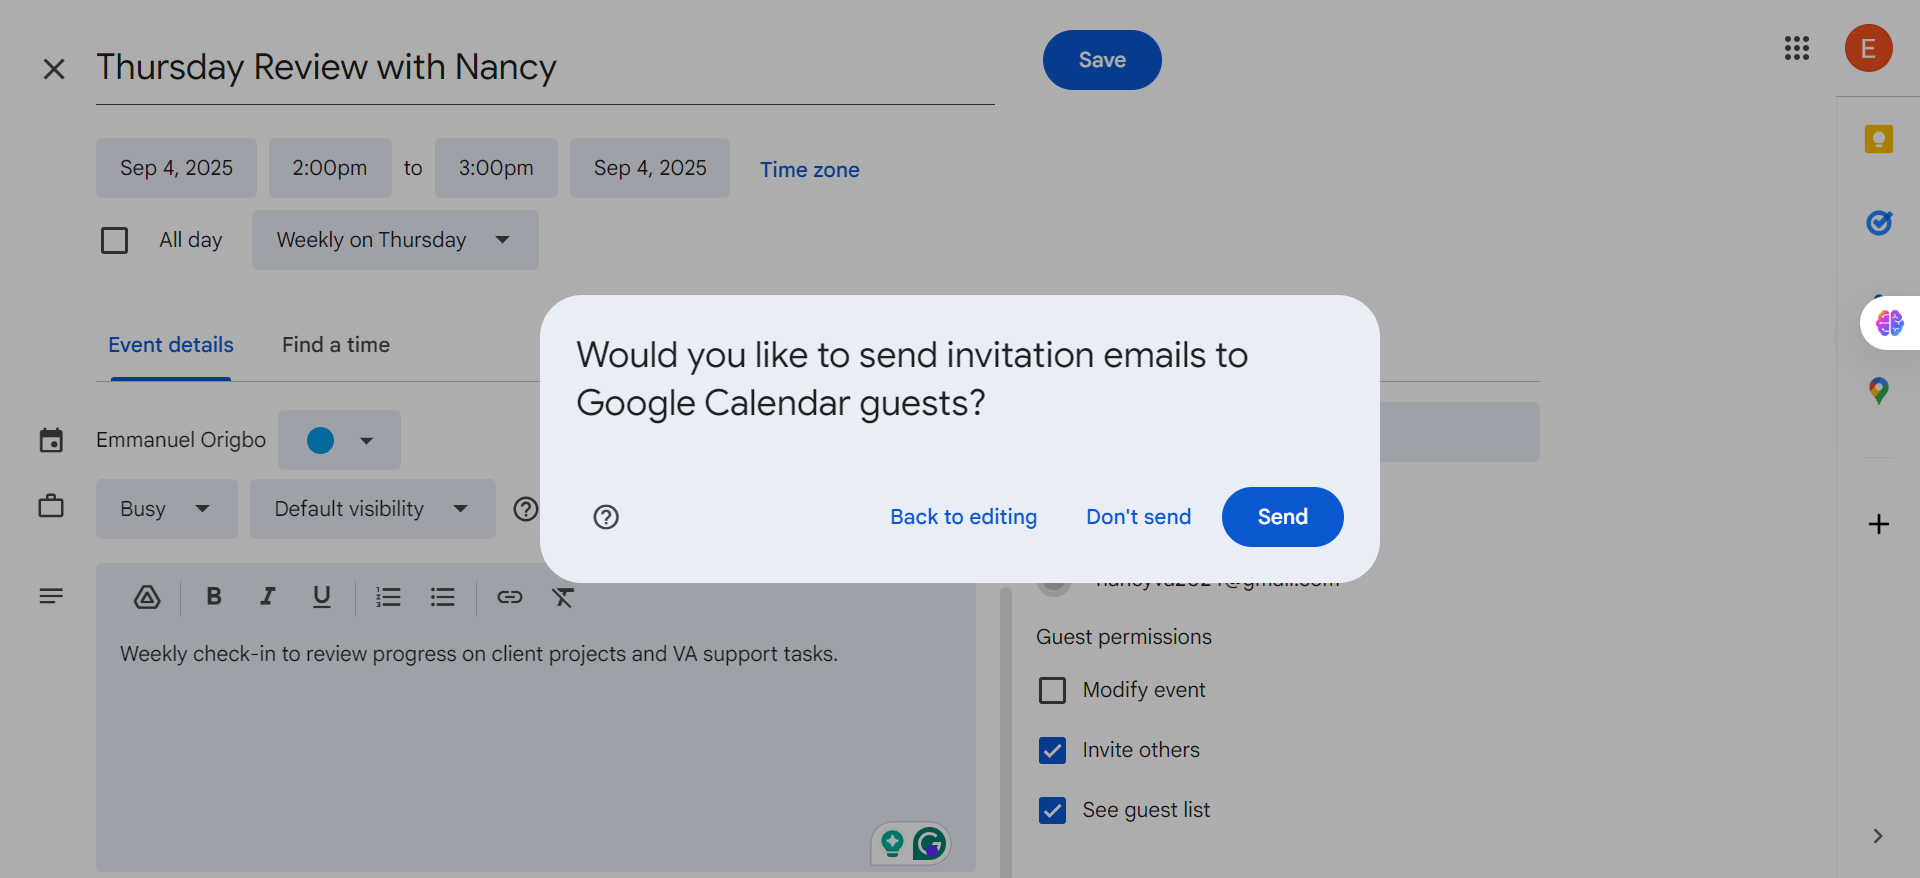 Thursday Review with Nancy
Save
E
Sep 4, 2025 2:00pm to 3:00pm Sep 4, 2025 Time zone
All day Weekly on Thursday
Event details Find a time
Would you like to send invitation emails to
Google Calendar guests?
Emmanuel Origbo
Busy Default visibility
Back to editing Don't send Send
B I U
Weekly check-in to review progress on client projects and VA support tasks.
Guest permissions
Modify event
Invite others
See guest list